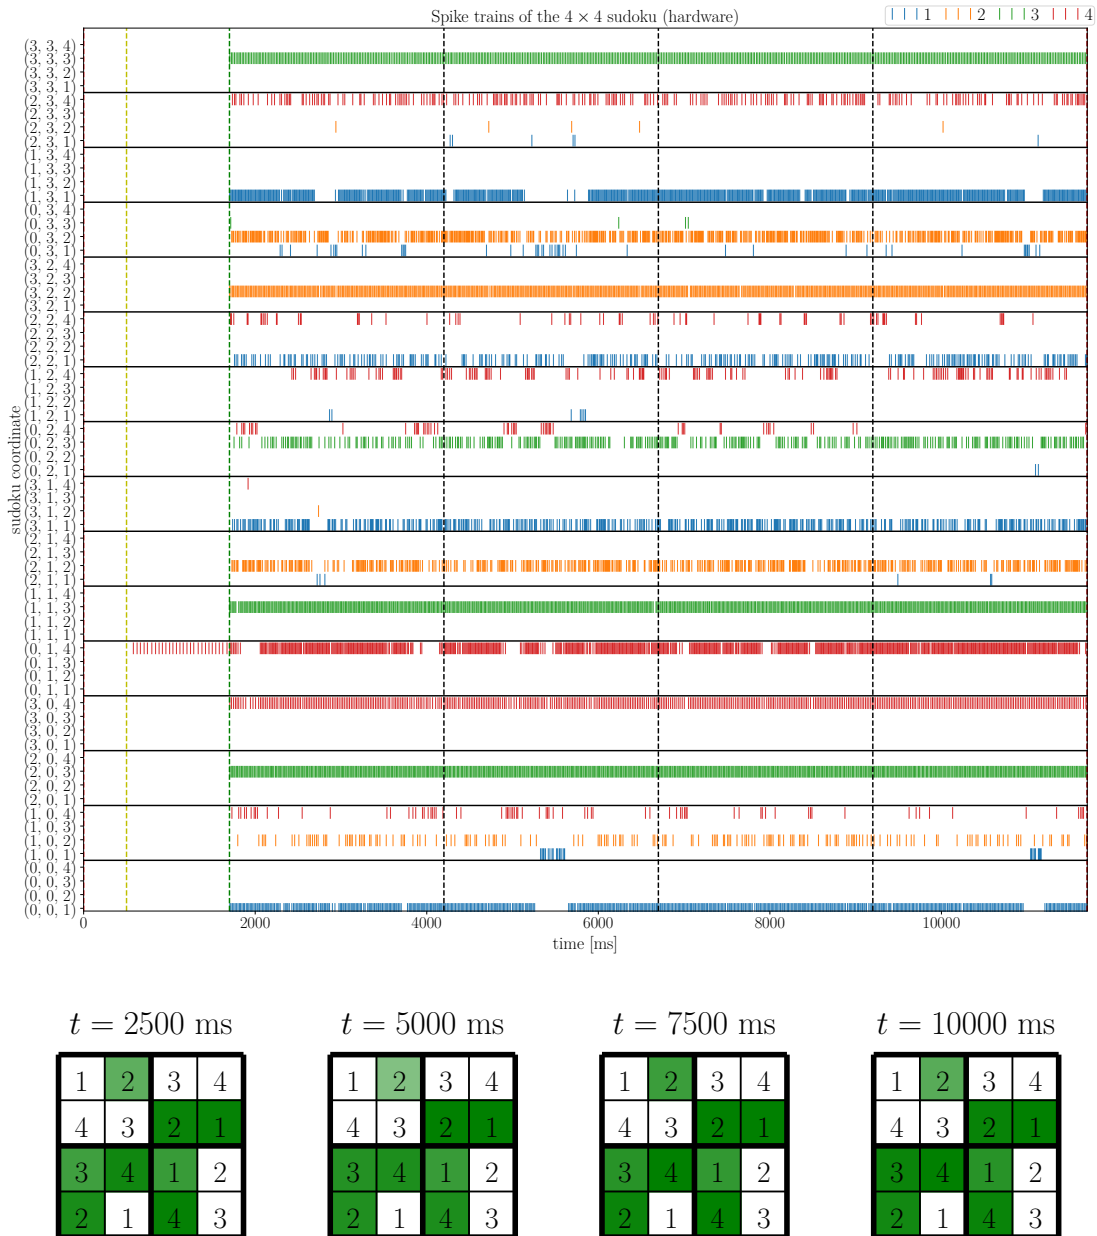 Spike trains of the 4 × 4 sudoku (hardware)
1 2 3 4
sudoku coordinate
(3, 3, 4)
(3, 3, 3)
(3, 3, 2)
(3, 3, 1)
(2, 3, 4)
(2, 3, 3)
(2, 3, 2)
(2, 3, 1)
(1, 3, 4)
(1, 3, 3)
(1, 3, 2)
(1, 3, 1)
(0, 3, 4)
(0, 3, 3)
(0, 3, 2)
(0, 3, 1)
(3, 2, 4)
(3, 2, 3)
(3, 2, 2)
(3, 2, 1)
(2, 2, 4)
(2, 2, 3)
(2, 2, 2)
(2, 2, 1)
(1, 2, 4)
(1, 2, 3)
(1, 2, 2)
(1, 2, 1)
(0, 2, 4)
(0, 2, 3)
(0, 2, 2)
(0, 2, 1)
(3, 1, 4)
(3, 1, 3)
(3, 1, 2)
(3, 1, 1)
(2, 1, 4)
(2, 1, 3)
(2, 1, 2)
(2, 1, 1)
(1, 1, 4)
(1, 1, 3)
(1, 1, 2)
(1, 1, 1)
(0, 1, 4)
(0, 1, 3)
(0, 1, 2)
(0, 1, 1)
(3, 0, 4)
(3, 0, 3)
(3, 0, 2)
(3, 0, 1)
(2, 0, 4)
(2, 0, 3)
(2, 0, 2)
(2, 0, 1)
(1, 0, 4)
(1, 0, 3)
(1, 0, 2)
(1, 0, 1)
(0, 0, 4)
(0, 0, 3)
(0, 0, 2)
(0, 0, 1)
0 2000 4000 6000 8000 10000
time [ms]
t = 2500 ms t = 5000 ms t = 7500 ms t = 10000 ms
1 2 3 4 1 2 3 4 1 2 3 4 1 2 3 4
4 3 2 1 4 3 2 1 4 3 2 1 4 3 2 1
3 4 1 2 3 4 1 2 3 4 1 2 3 4 1 2
2 1 4 3 2 1 4 3 2 1 4 3 2 1 4 3